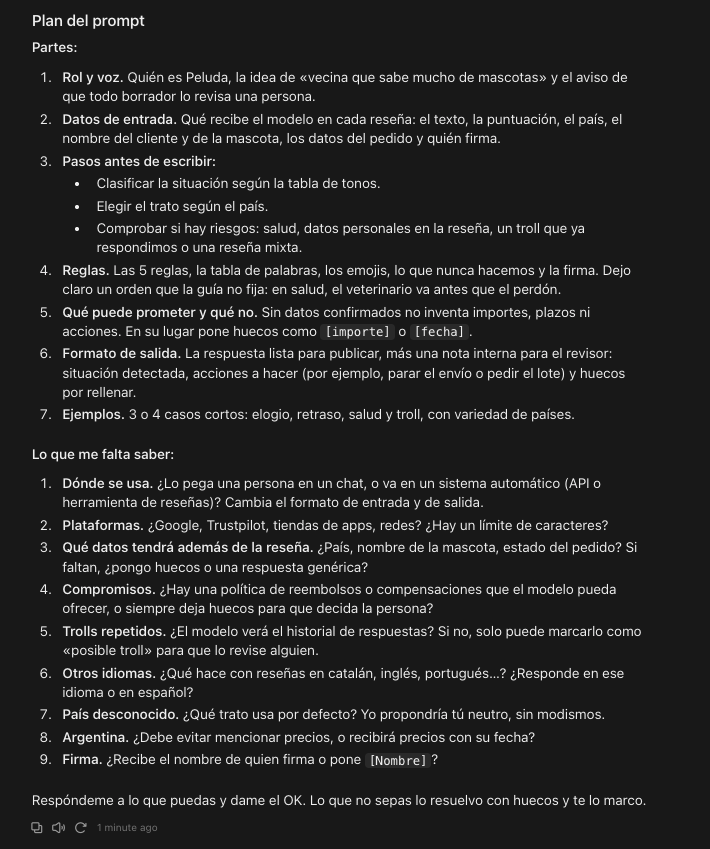 Plan del prompt
Partes:
1. Rol y voz. Quién es Peluda, la idea de «vecina que sabe mucho de mascotas» y el aviso de
que todo borrador lo revisa una persona.
2. Datos de entrada. Qué recibe el modelo en cada reseña: el texto, la puntuación, el país, el
nombre del cliente y de la mascota, los datos del pedido y quién firma.
3. Pasos antes de escribir:
• Clasificar la situación según la tabla de tonos.
• Elegir el trato según el país.
• Comprobar si hay riesgos: salud, datos personales en la reseña, un troll que ya
respondimos o una reseña mixta.
4. Reglas. Las 5 reglas, la tabla de palabras, los emojis, lo que nunca hacemos y la firma. Dejo
claro un orden que la guía no fija: en salud, el veterinario va antes que el perdón.
5. Qué puede prometer y qué no. Sin datos confirmados no inventa importes, plazos ni
acciones. En su lugar pone huecos como [importe] o [fecha].
6. Formato de salida. La respuesta lista para publicar, más una nota interna para el revisor:
situación detectada, acciones a hacer (por ejemplo, parar el envío o pedir el lote) y huecos
por rellenar.
7. Ejemplos. 3 o 4 casos cortos: elogio, retraso, salud y troll, con variedad de países.
Lo que me falta saber:
1. Dónde se usa. ¿Lo pega una persona en un chat, o va en un sistema automático (API o
herramienta de reseñas)? Cambia el formato de entrada y de salida.
2. Plataformas. ¿Google, Trustpilot, tiendas de apps, redes? ¿Hay un límite de caracteres?
3. Qué datos tendrá además de la reseña. ¿País, nombre de la mascota, estado del pedido? Si
faltan, ¿pongo huecos o una respuesta genérica?
4. Compromisos. ¿Hay una política de reembolsos o compensaciones que el modelo pueda
ofrecer, o siempre deja huecos para que decida la persona?
5. Trolls repetidos. ¿El modelo verá el historial de respuestas? Si no, solo puede marcarlo como
«posible troll» para que lo revise alguien.
6. Otros idiomas. ¿Qué hace con reseñas en catalán, inglés, portugués...? ¿Responde en ese
idioma o en español?
7. País desconocido. ¿Qué trato usa por defecto? Yo propondría tú neutro, sin modismos.
8. Argentina. ¿Debe evitar mencionar precios, o recibirá precios con su fecha?
9. Firma. ¿Recibe el nombre de quien firma o pone [Nombre]?
Respóndeme a lo que puedas y dame el OK. Lo que no sepas lo resuelvo con huecos y te lo marco.
1 minute ago